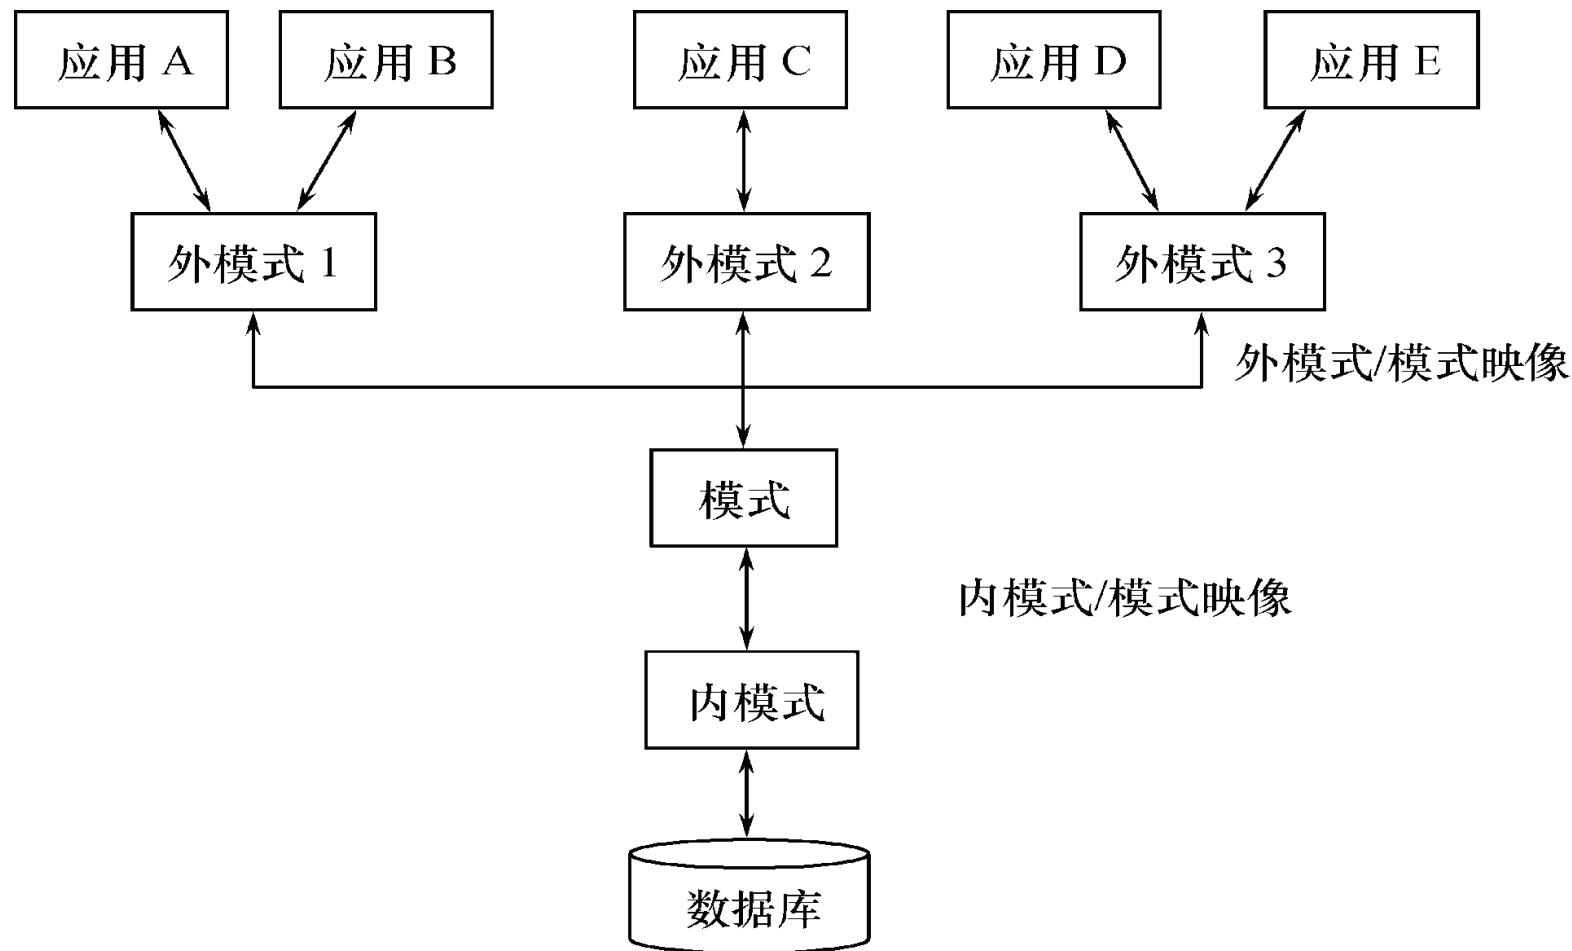 应用 A
应用 B
应用 C
应用 D
应用 E
外模式 1
外模式 2
外模式 3
外模式/模式映像
模式
内模式/模式映像
内模式
数据库